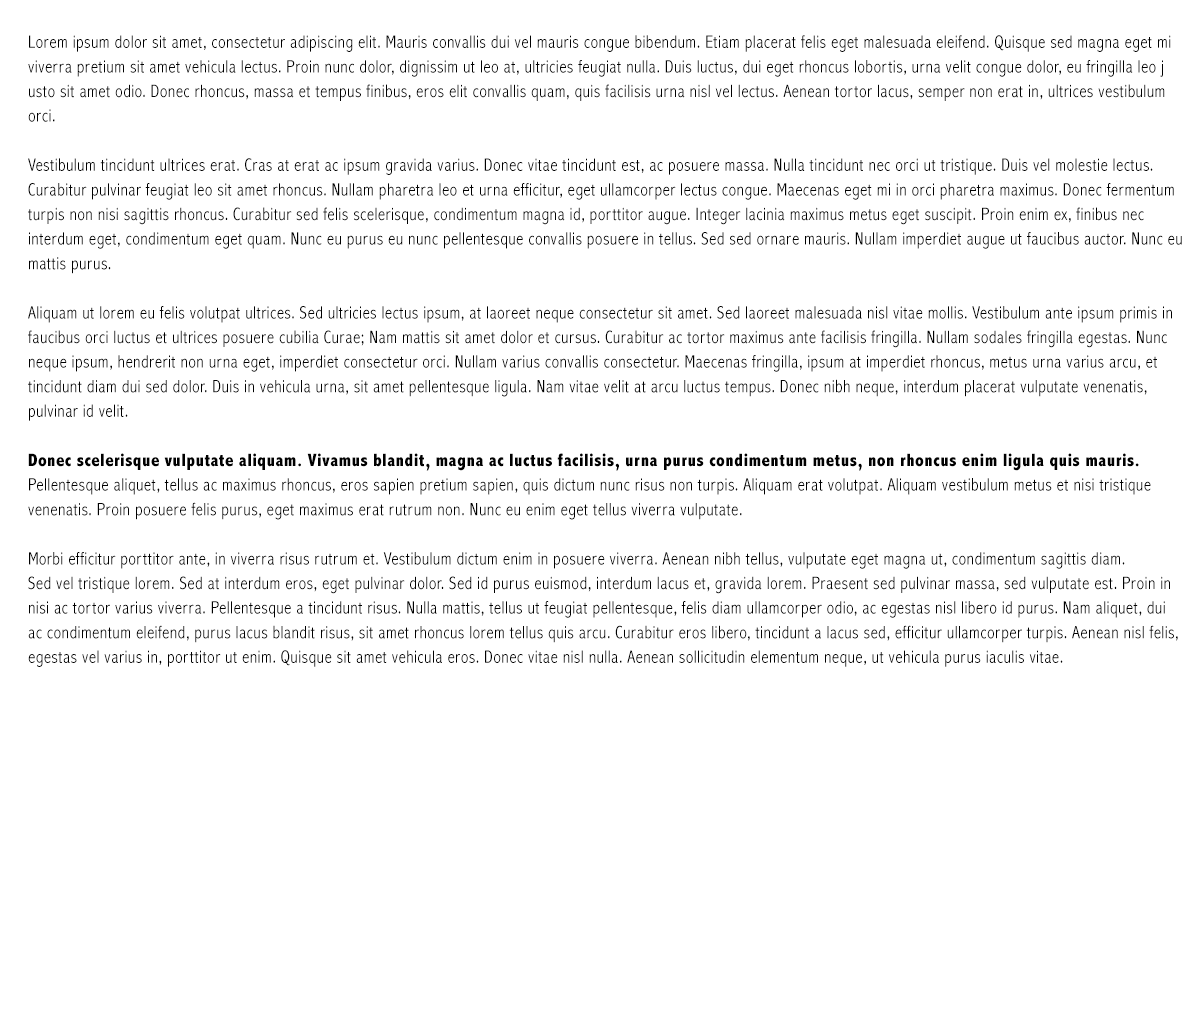 Lorem ipsum dolor sit amet, consectetur adipiscing elit. Mauris convallis dui vel mauris congue bibendum. Etiam placerat felis eget malesuada eleifend. Quisque sed magna eget mi
viverra pretium sit amet vehicula lectus. Proin nunc dolor, dignissim ut leo at, ultricies feugiat nulla. Duis luctus, dui eget rhoncus lobortis, urna velit congue dolor, eu fringilla leo j
usto sit amet odio. Donec rhoncus, massa et tempus finibus, eros elit convallis quam, quis facilisis urna nisl vel lectus. Aenean tortor lacus, semper non erat in, ultrices vestibulum
orci.

Vestibulum tincidunt ultrices erat. Cras at erat ac ipsum gravida varius. Donec vitae tincidunt est, ac posuere massa. Nulla tincidunt nec orci ut tristique. Duis vel molestie lectus.
Curabitur pulvinar feugiat leo sit amet rhoncus. Nullam pharetra leo et urna efficitur, eget ullamcorper lectus congue. Maecenas eget mi in orci pharetra maximus. Donec fermentum
turpis non nisi sagittis rhoncus. Curabitur sed felis scelerisque, condimentum magna id, porttitor augue. Integer lacinia maximus metus eget suscipit. Proin enim ex, finibus nec
interdum eget, condimentum eget quam. Nunc eu purus eu nunc pellentesque convallis posuere in tellus. Sed sed ornare mauris. Nullam imperdiet augue ut faucibus auctor. Nunc eu
mattis purus.

Aliquam ut lorem eu felis volutpat ultrices. Sed ultricies lectus ipsum, at laoreet neque consectetur sit amet. Sed laoreet malesuada nisl vitae mollis. Vestibulum ante ipsum primis in
faucibus orci luctus et ultrices posuere cubilia Curae; Nam mattis sit amet dolor et cursus. Curabitur ac tortor maximus ante facilisis fringilla. Nullam sodales fringilla egestas. Nunc
neque ipsum, hendrerit non urna eget, imperdiet consectetur orci. Nullam varius convallis consectetur. Maecenas fringilla, ipsum at imperdiet rhoncus, metus urna varius arcu, et
tincidunt diam dui sed dolor. Duis in vehicula urna, sit amet pellentesque ligula. Nam vitae velit at arcu luctus tempus. Donec nibh neque, interdum placerat vulputate venenatis,
pulvinar id velit.

Donec scelerisque vulputate aliquam. Vivamus blandit, magna ac luctus facilisis, urna purus condimentum metus, non rhoncus enim ligula quis mauris.
Pellentesque aliquet, tellus ac maximus rhoncus, eros sapien pretium sapien, quis dictum nunc risus non turpis. Aliquam erat volutpat. Aliquam vestibulum metus et nisi tristique
venenatis. Proin posuere felis purus, eget maximus erat rutrum non. Nunc eu enim eget tellus viverra vulputate.

Morbi efficitur porttitor ante, in viverra risus rutrum et. Vestibulum dictum enim in posuere viverra. Aenean nibh tellus, vulputate eget magna ut, condimentum sagittis diam.
Sed vel tristique lorem. Sed at interdum eros, eget pulvinar dolor. Sed id purus euismod, interdum lacus et, gravida lorem. Praesent sed pulvinar massa, sed vulputate est. Proin in
nisi ac tortor varius viverra. Pellentesque a tincidunt risus. Nulla mattis, tellus ut feugiat pellentesque, felis diam ullamcorper odio, ac egestas nisl libero id purus. Nam aliquet, dui
ac condimentum eleifend, purus lacus blandit risus, sit amet rhoncus lorem tellus quis arcu. Curabitur eros libero, tincidunt a lacus sed, efficitur ullamcorper turpis. Aenean nisl felis,
egestas vel varius in, porttitor ut enim. Quisque sit amet vehicula eros. Donec vitae nisl nulla. Aenean sollicitudin elementum neque, ut vehicula purus iaculis vitae.